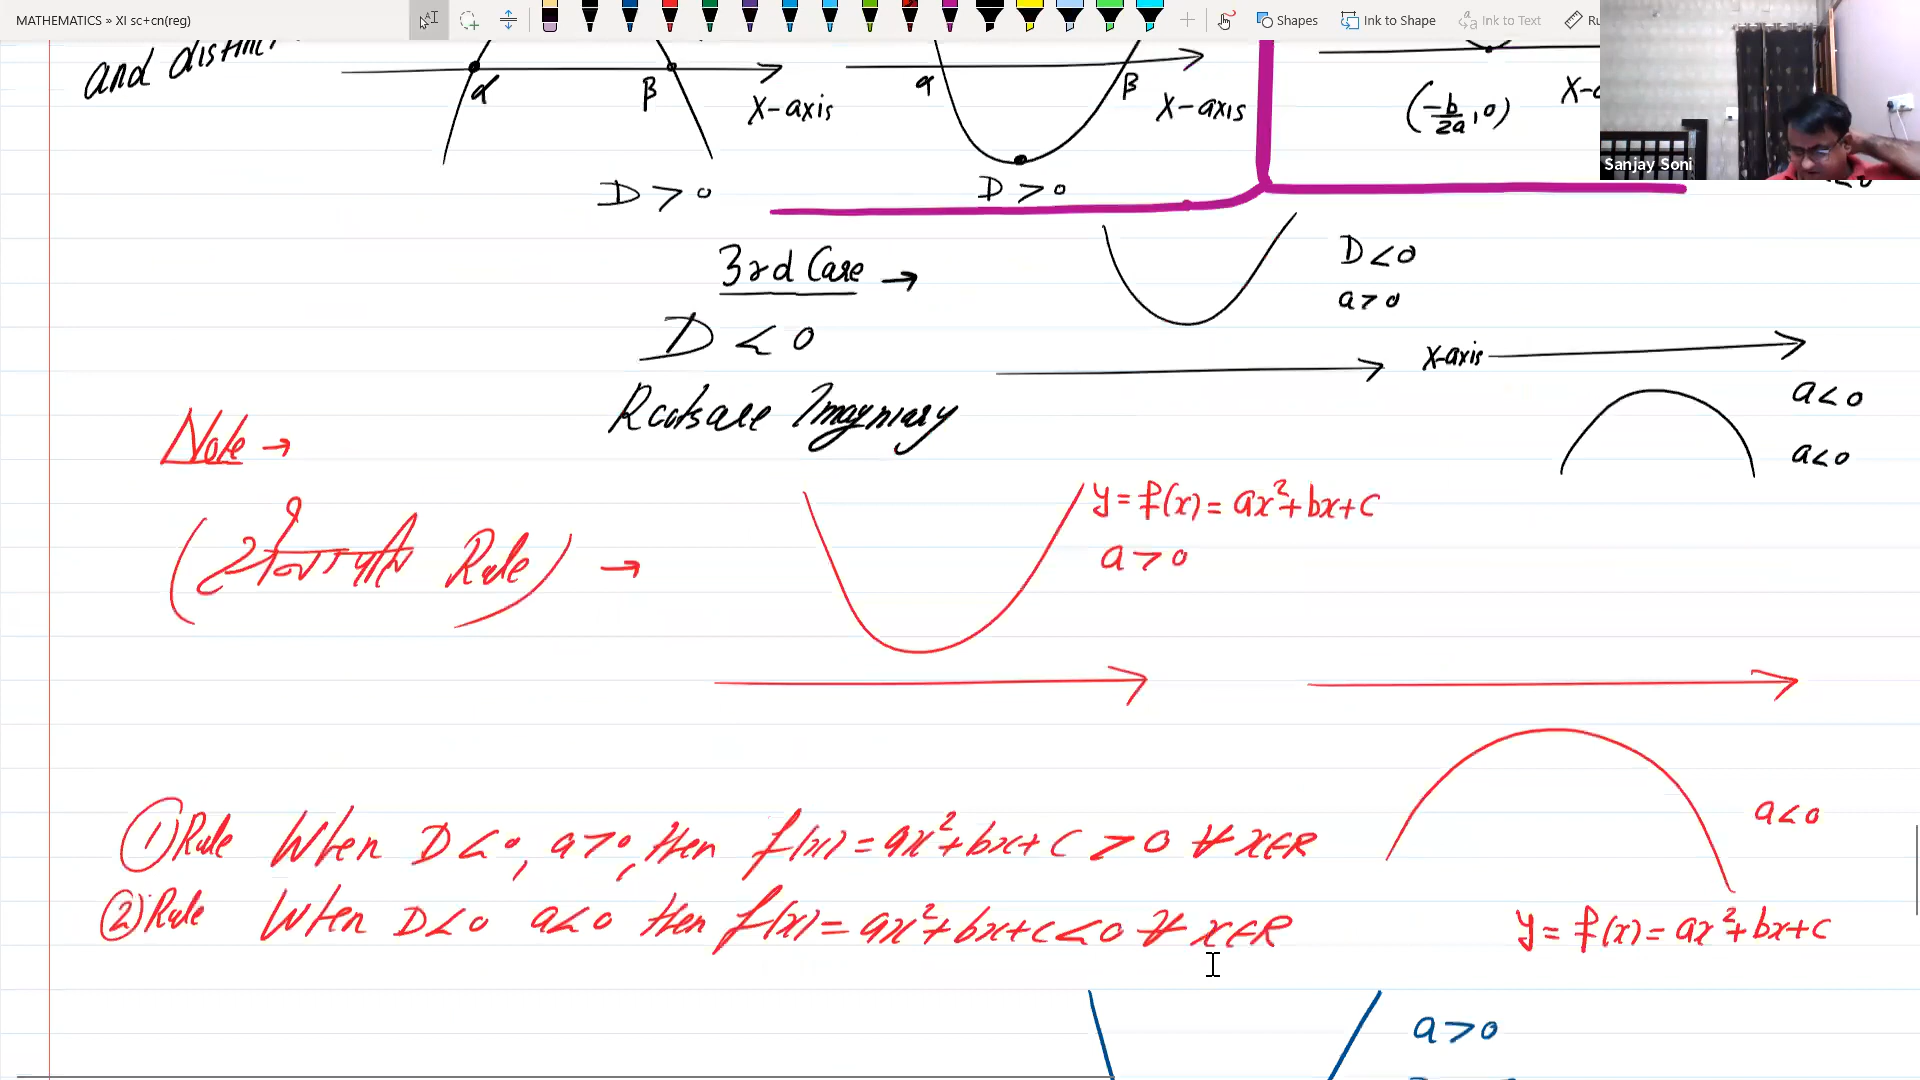 MATHEMATICS » XI sc+cn(reg)
Shapes
Ink to Shape
Ink to Text
Ru
and distinc
α
β
X-axis
D > 0
α
β
X-axis
D > 0
(-b/2a, 0)
X-a
Sanjay Soni
3rd Case →
D < 0
a > 0
D < 0
X-axis
Roots are Imaginary
a < 0
a < 0
Note →
Rule) →
y = f(x) = ax²+bx+c
a > 0
① Rule When D<0, a>0, then f(x) = ax²+bx+c > 0 ∀ x∈R
a<0
② Rule When D<0 a<0 then f(x) = ax²+bx+c<0 ∀ x∈R
y = f(x) = ax²+bx+c
a>0